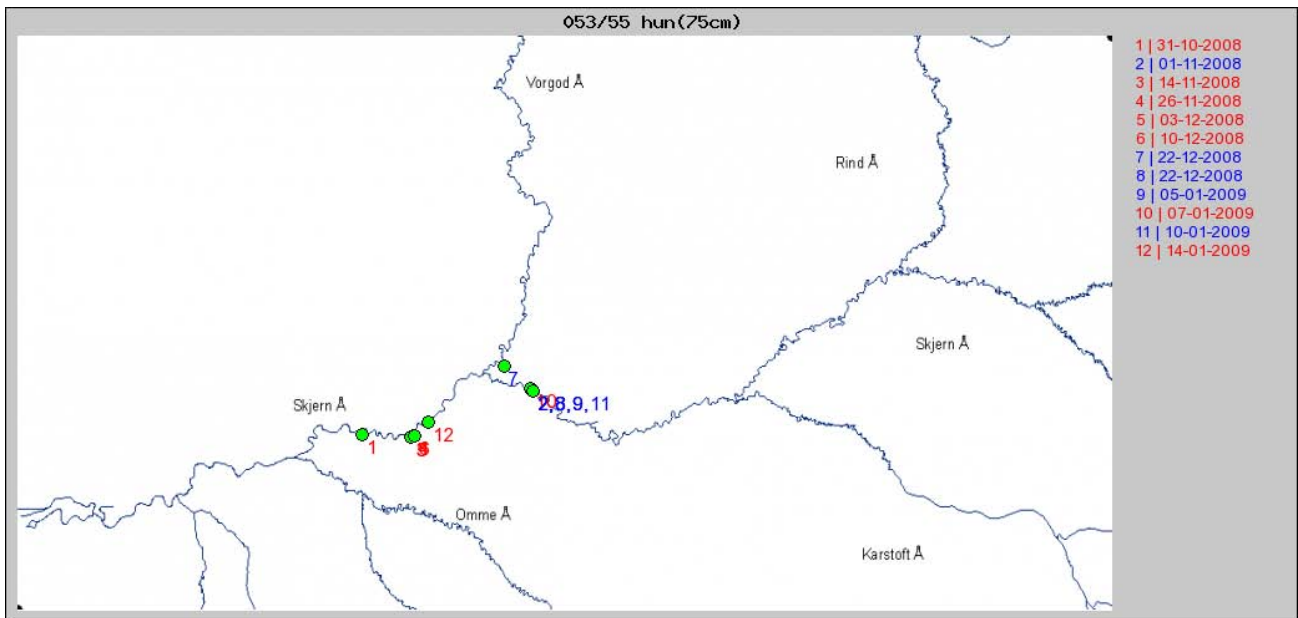 053/55 hun(75cm)
Vorgod Å
Rind Å
Skjern Å
Skjern Å
Omme Å
Karstoft Å
7
2,8,9,11
12
1
1 | 31-10-2008
2 | 01-11-2008
3 | 14-11-2008
4 | 26-11-2008
5 | 03-12-2008
6 | 10-12-2008
7 | 22-12-2008
8 | 22-12-2008
9 | 05-01-2009
10 | 07-01-2009
11 | 10-01-2009
12 | 14-01-2009